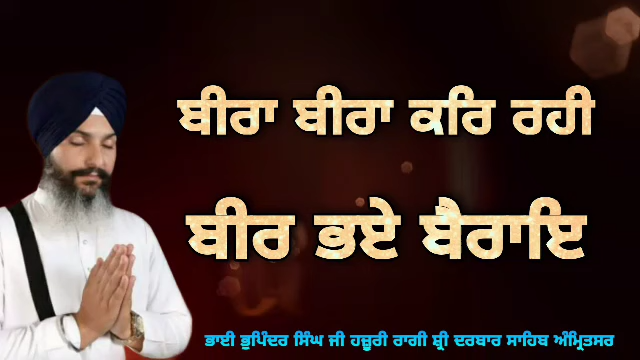 ਬੀਰਾ ਬੀਰਾ ਕਰਿ ਰਹੀ
ਬੀਰ ਭਏ ਬੈਰਾਇ
ਭਾਈ ਭੁਪਿੰਦਰ ਸਿੰਘ ਜੀ ਹਜ਼ੂਰੀ ਰਾਗੀ ਸ਼੍ਰੀ ਦਰਬਾਰ ਸਾਹਿਬ ਅੰਮ੍ਰਿਤਸਰ